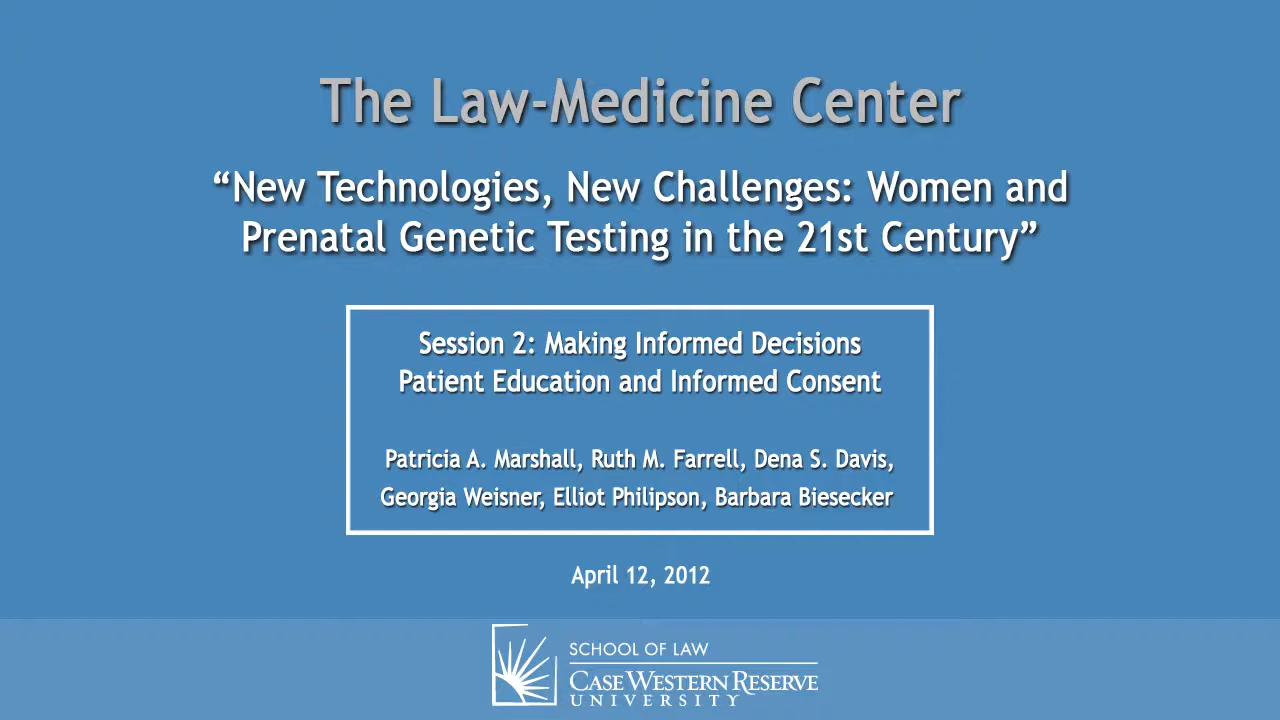 The Law-Medicine Center
“New Technologies, New Challenges: Women and
Prenatal Genetic Testing in the 21st Century”
Session 2: Making Informed Decisions
Patient Education and Informed Consent
Patricia A. Marshall, Ruth M. Farrell, Dena S. Davis,
Georgia Weisner, Elliot Philipson, Barbara Biesecker
April 12, 2012
SCHOOL OF LAW
CASE WESTERN RESERVE
UNIVERSITY